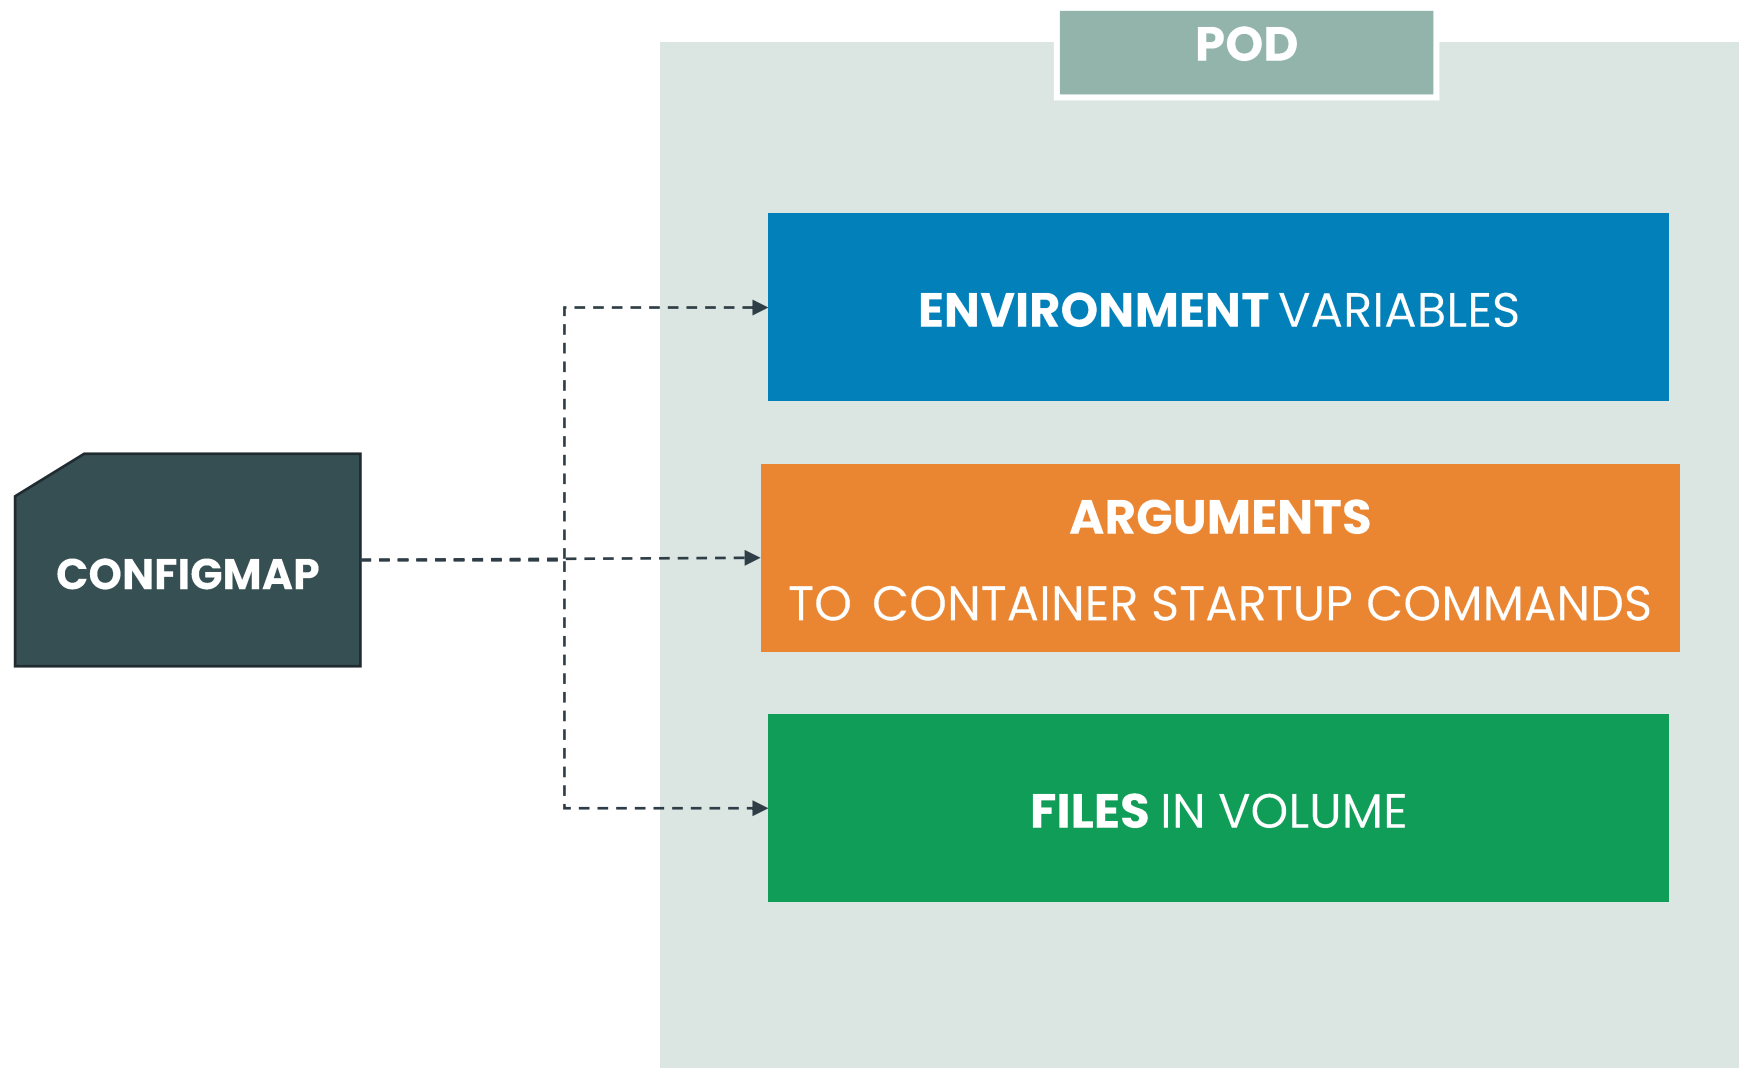 POD
ENVIRONMENT VARIABLES
CONFIGMAP
ARGUMENTS
TO CONTAINER STARTUP COMMANDS
FILES IN VOLUME